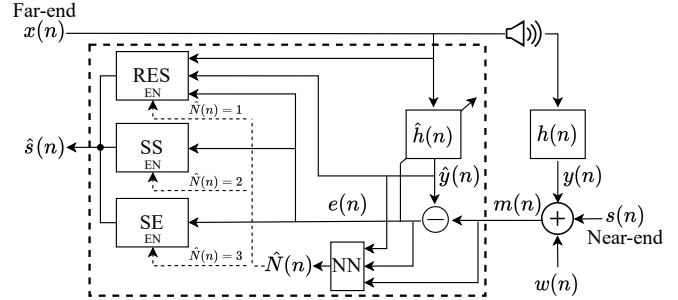 Far-end
x(n)
RES
EN
N̂(n) = 1
ĥ(n)
h(n)
ŝ(n)
SS
EN
N̂(n) = 2
ŷ(n)
y(n)
SE
EN
e(n)
m(n)
−
+
s(n)
Near-end
N̂(n) = 3
N̂(n)
NN
w(n)